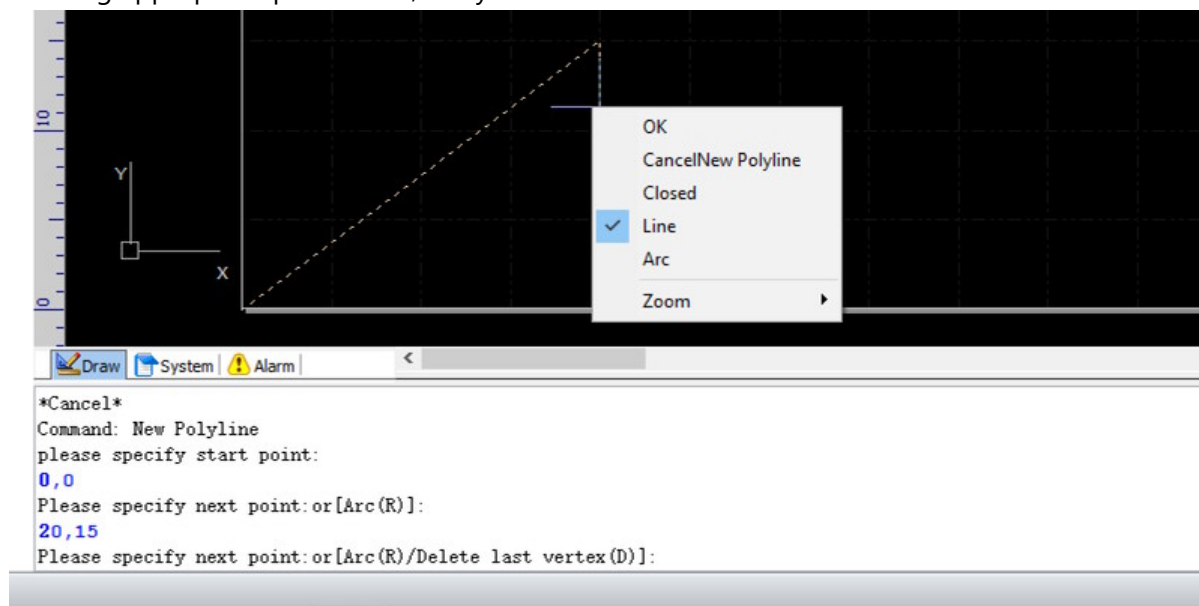 10
Y
X
0
OK
CancelNew Polyline
Closed
Line
Arc
Zoom
Draw System Alarm
*Cancel*
Command: New Polyline
please specify start point:
0,0
Please specify next point:or[Arc(R)]:
20,15
Please specify next point:or[Arc(R)/Delete last vertex(D)]: